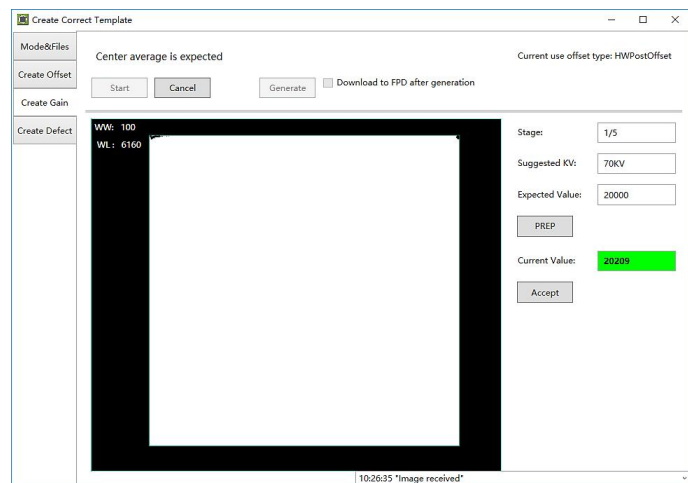 Create Correct Template
Mode&Files
Create Offset
Create Gain
Create Defect
Center average is expected
Current use offset type: HWPostOffset
Start
Cancel
Generate
Download to FPD after generation
WW: 100
WL: 6160
Stage: 1/5
Suggested KV: 70KV
Expected Value: 20000
PREP
Current Value: 20209
Accept
10:26:35 "Image received"